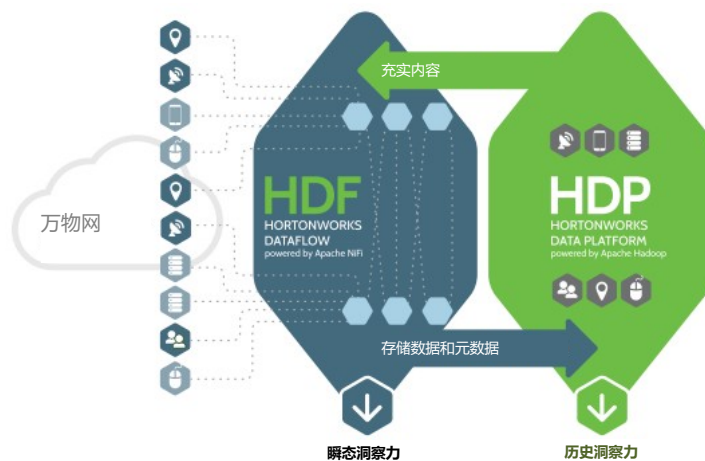 充实内容
万物网
HDF
HORTONWORKS
DATAFLOW
powered by Apache NiFi
HDP
HORTONWORKS
DATA PLATFORM
powered by Apache Hadoop
存储数据和元数据
瞬态洞察力
历史洞察力